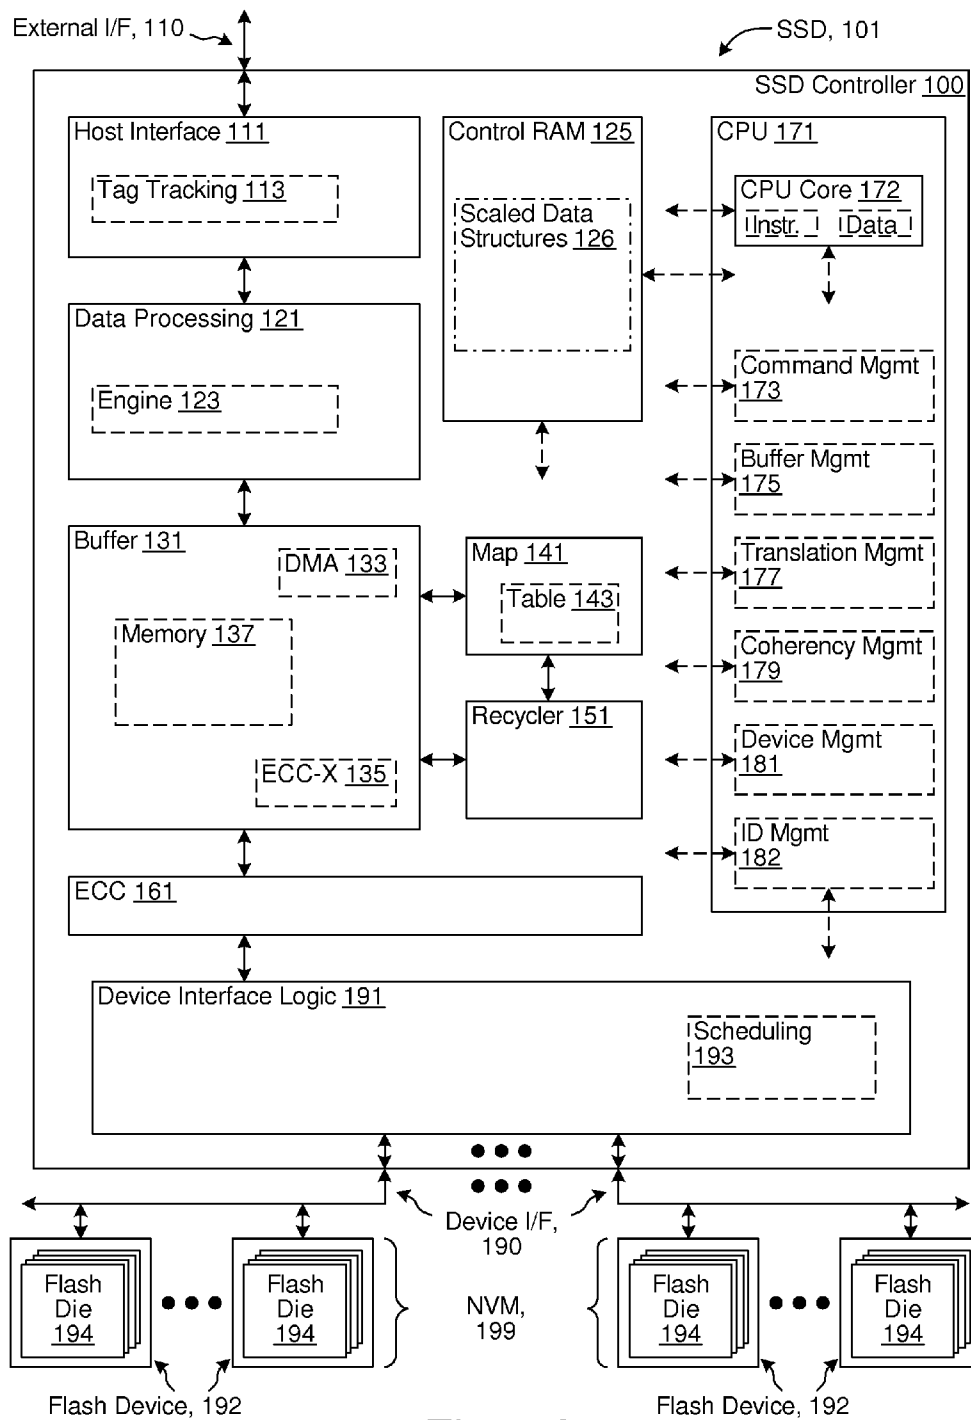 External I/F, 110
SSD, 101
SSD Controller 100
Host Interface 111
Tag Tracking 113
Control RAM 125
Scaled Data
Structures 126
CPU 171
CPU Core 172
Instr.
Data
Data Processing 121
Engine 123
Command Mgmt
173
Buffer Mgmt
175
Buffer 131
DMA 133
Memory 137
ECC-X 135
Map 141
Table 143
Translation Mgmt
177
Coherency Mgmt
179
Recycler 151
Device Mgmt
181
ID Mgmt
182
ECC 161
Device Interface Logic 191
Scheduling
193
Device I/F,
190
Flash
Die
194
Flash
Die
194
NVM,
199
Flash
Die
194
Flash
Die
194
Flash Device, 192
Flash Device, 192